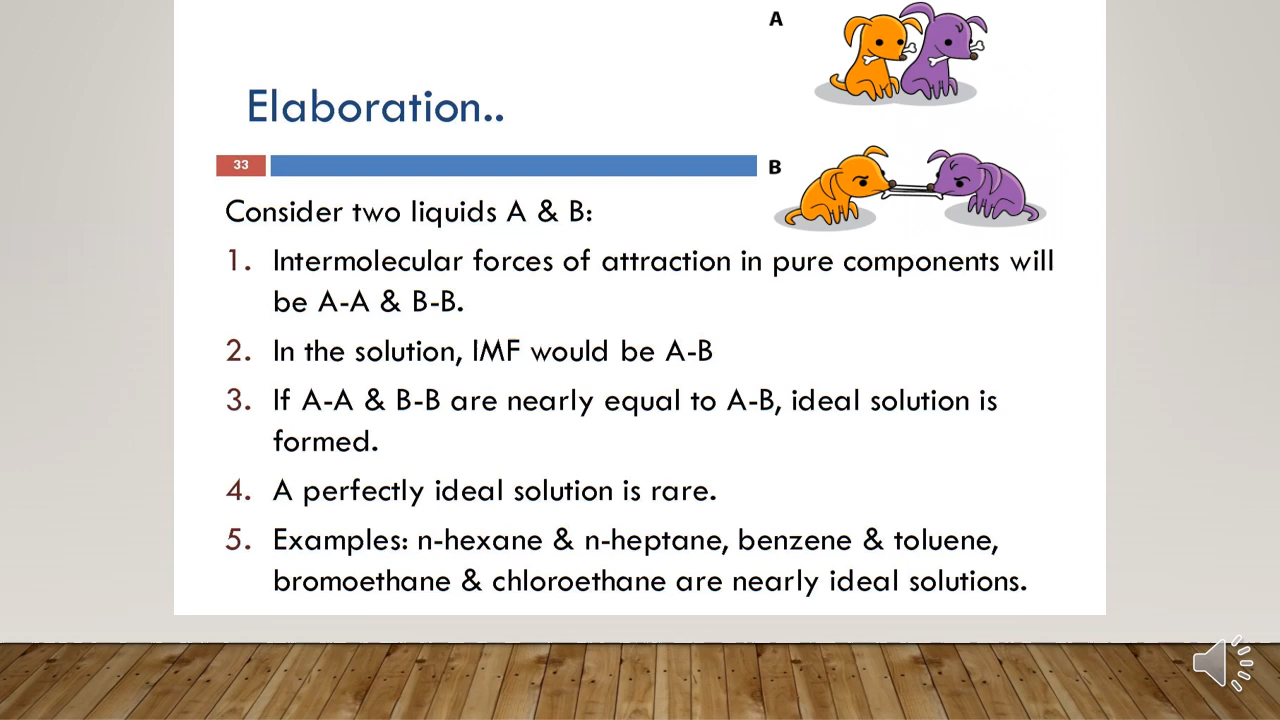 A
Elaboration..
33
B
Consider two liquids A & B:
1. Intermolecular forces of attraction in pure components will
be A-A & B-B.
2. In the solution, IMF would be A-B
3. If A-A & B-B are nearly equal to A-B, ideal solution is
formed.
4. A perfectly ideal solution is rare.
5. Examples: n-hexane & n-heptane, benzene & toluene,
bromoethane & chloroethane are nearly ideal solutions.